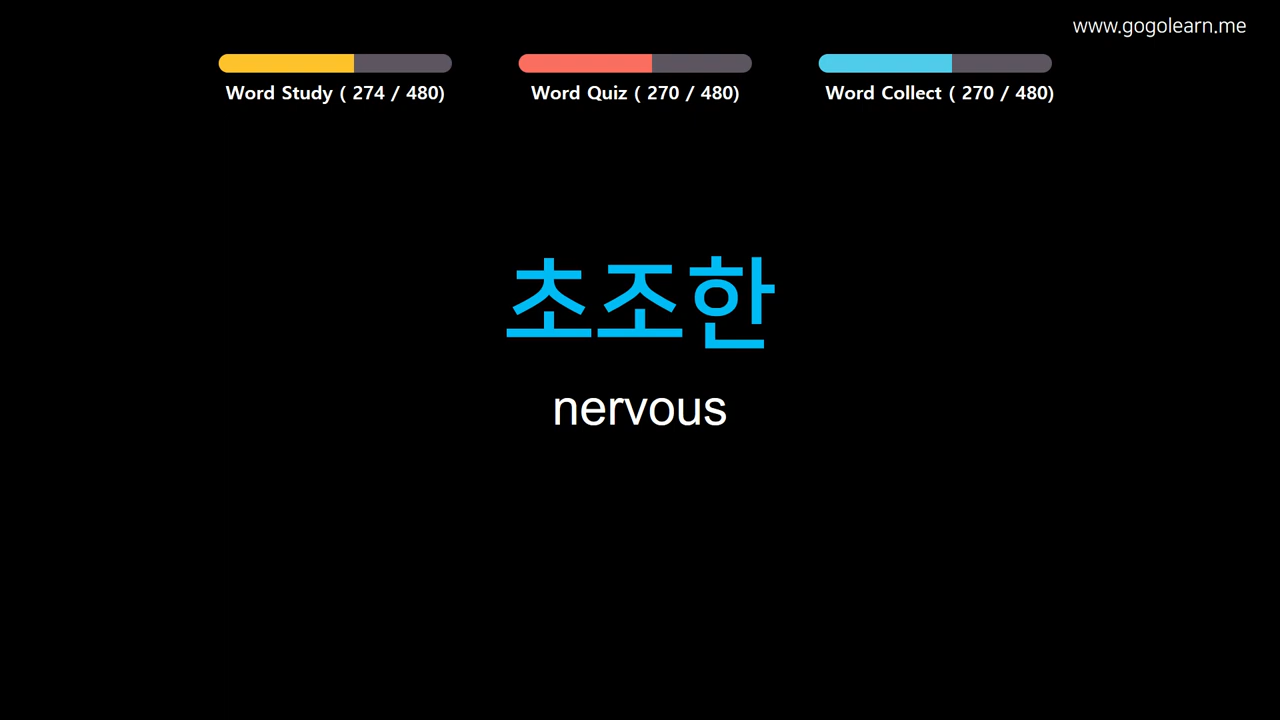 www.gogolearn.me
Word Study ( 274 / 480)
Word Quiz ( 270 / 480)
Word Collect ( 270 / 480)
초조한
nervous